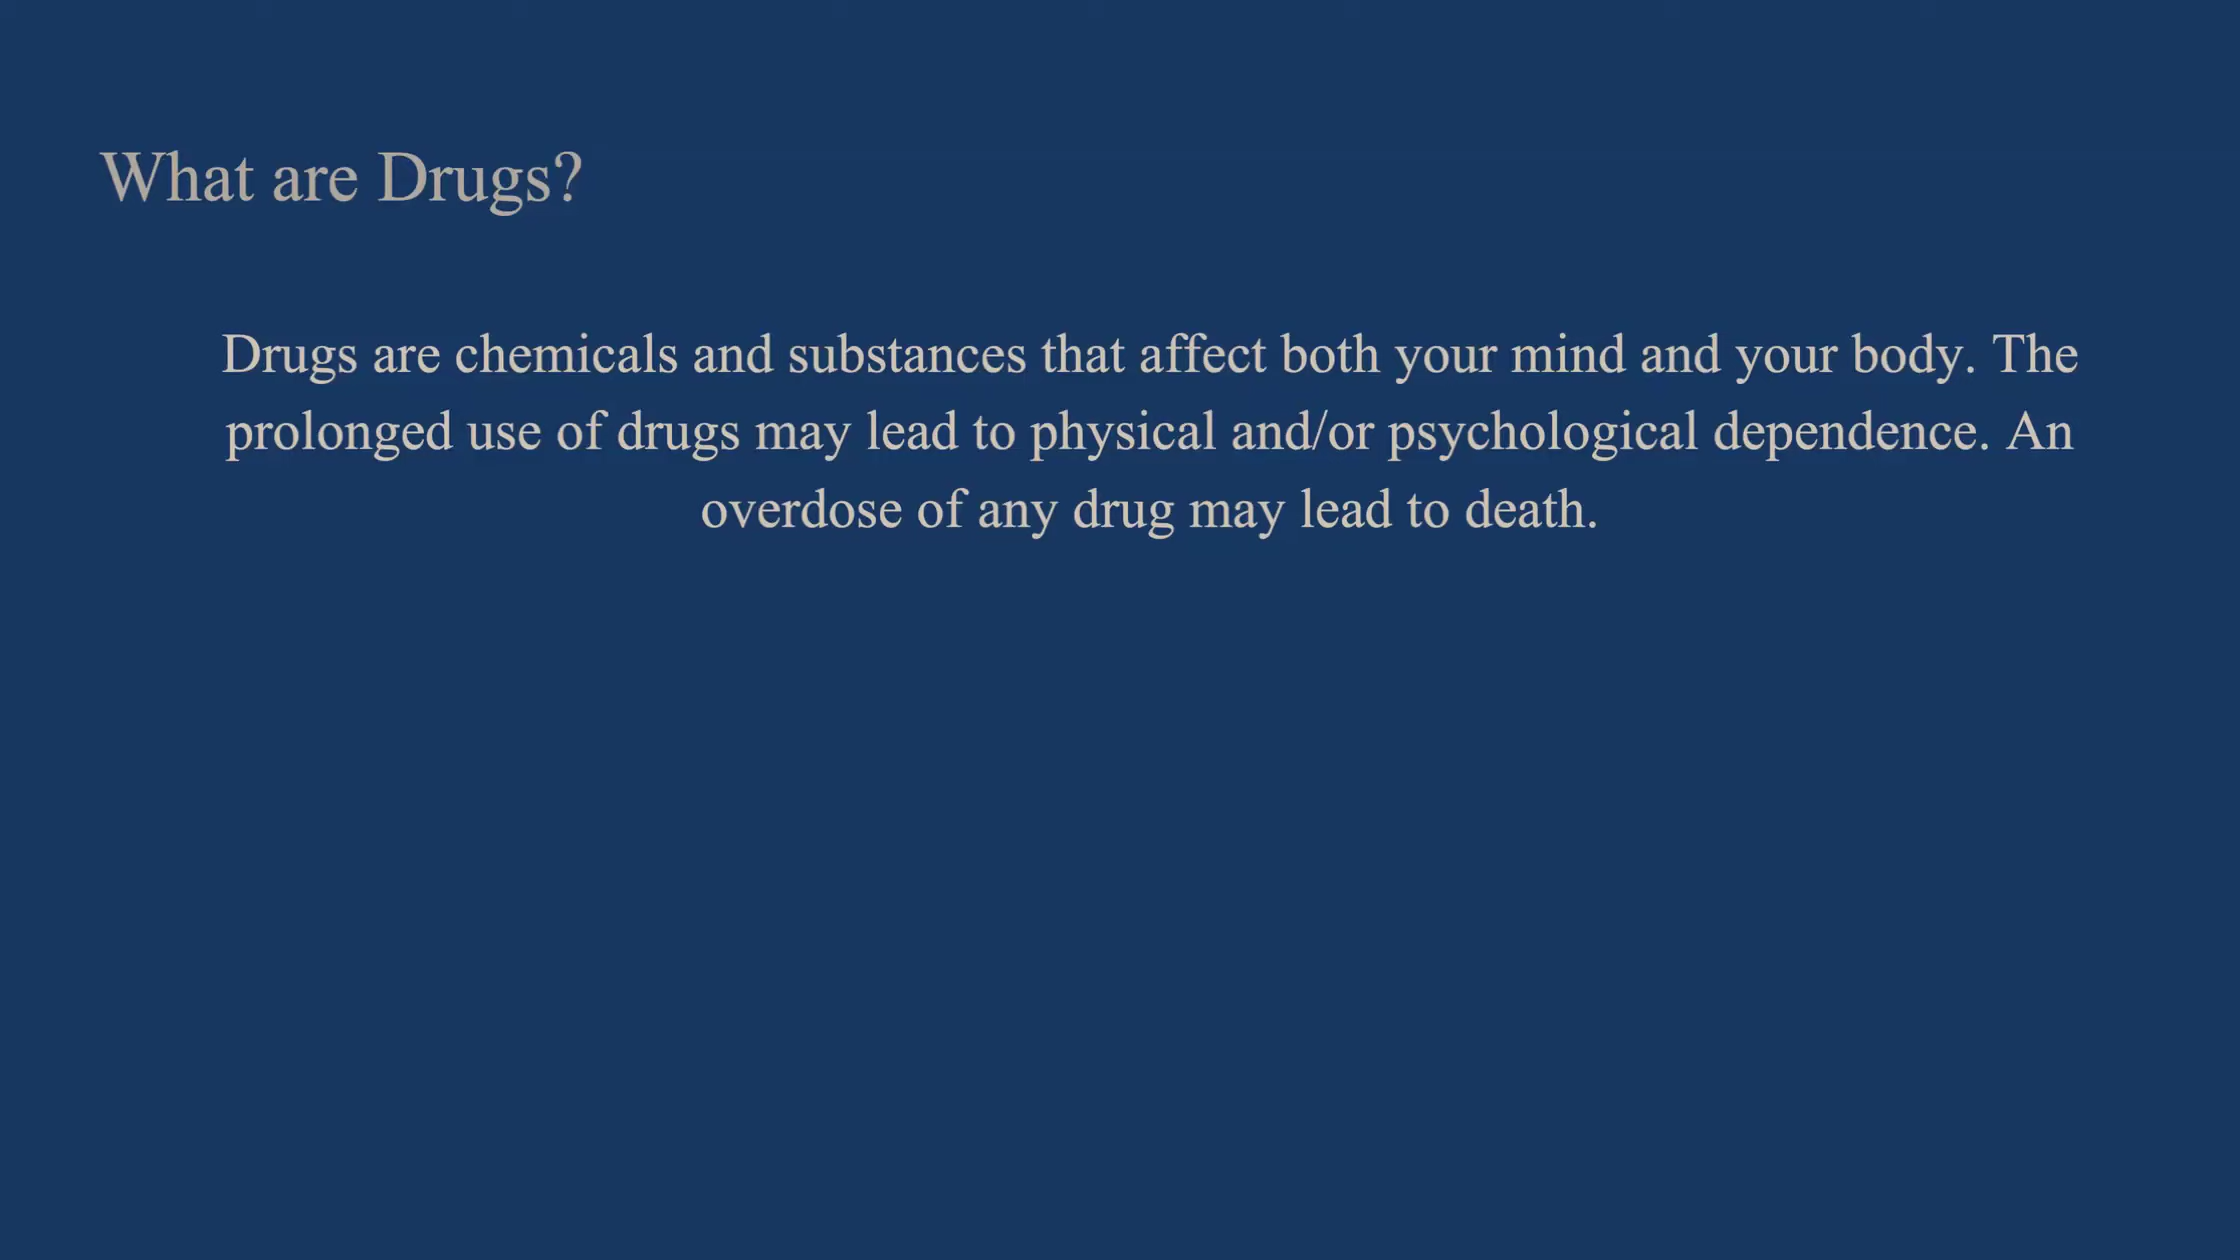 What are Drugs?
Drugs are chemicals and substances that affect both your mind and your body. The
prolonged use of drugs may lead to physical and/or psychological dependence. An
overdose of any drug may lead to death.